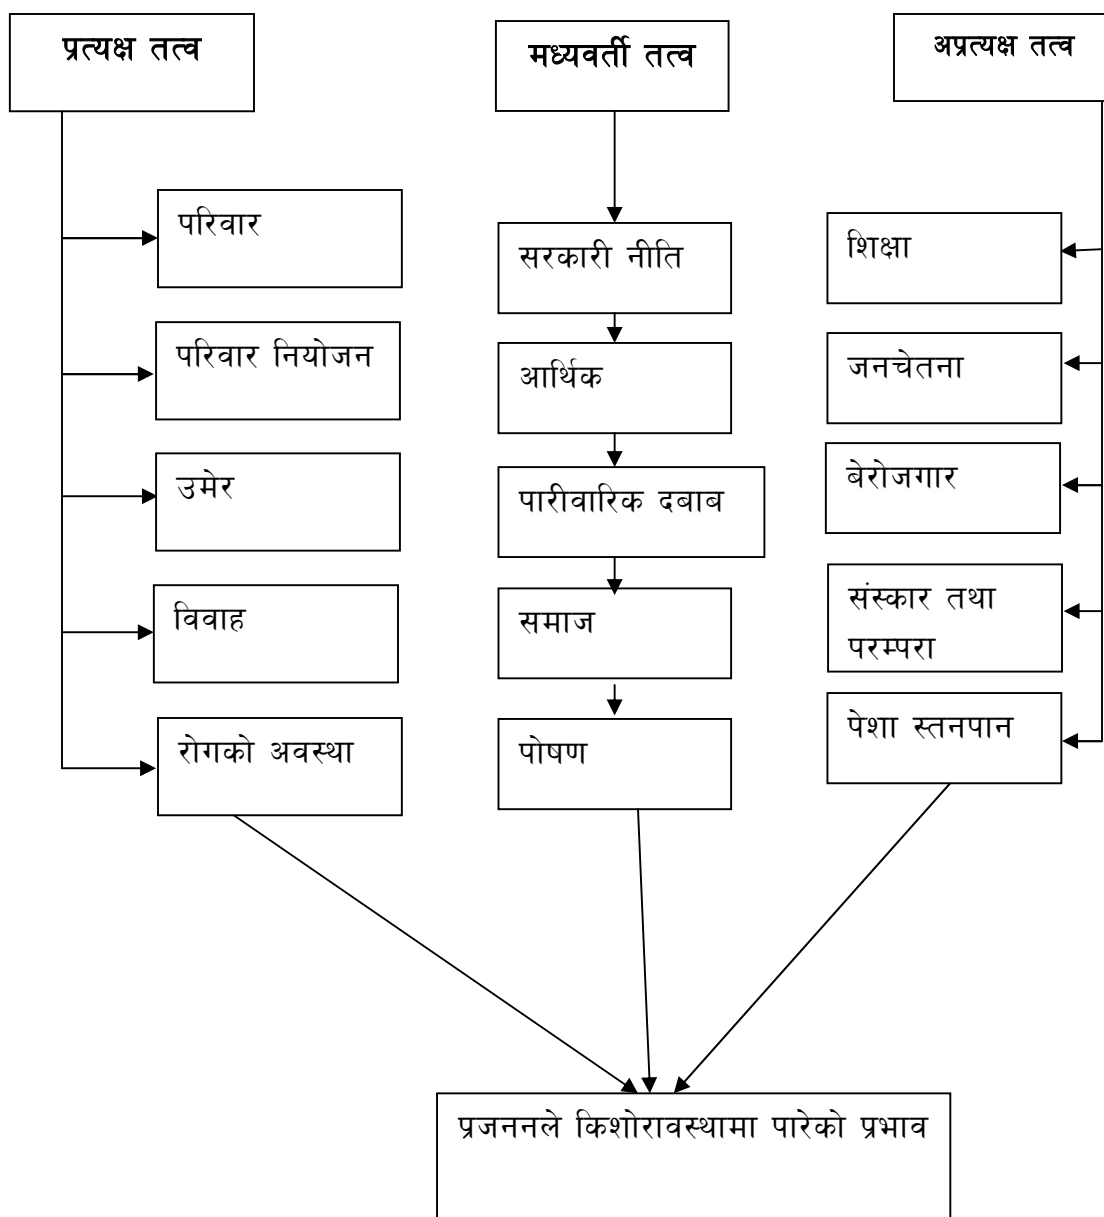 प्रत्यक्ष तत्व
मध्यवर्ती तत्व
अप्रत्यक्ष तत्व
परिवार
परिवार नियोजन
उमेर
विवाह
रोगको अवस्था
सरकारी नीति
आर्थिक
पारीवारिक दबाब
समाज
पोषण
शिक्षा
जनचेतना
बेरोजगार
संस्कार तथा
परम्परा
पेशा स्तनपान
प्रजननले किशोरावस्थामा पारेको प्रभाव